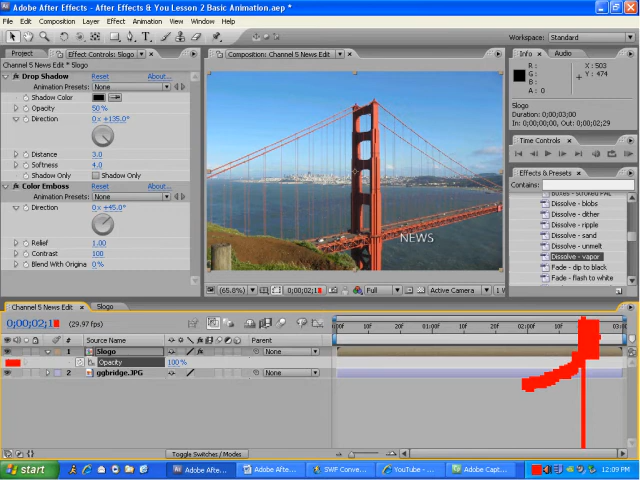 Adobe After Effects - After Effects & You Lesson 2 Basic Animation.aep *
File Edit Composition Layer Effect Animation View Window Help
Workspace: Standard
Project Effect Controls: Slogo
Channel 5 News Edit * Slogo
fx Drop Shadow Reset About...
Animation Presets: None
Shadow Color
Opacity 50 %
Direction 0 x +135.0°
Distance 3.0
Softness 4.0
Shadow Only Shadow Only
fx Color Emboss Reset About...
Animation Presets: None
Direction 0 x +45.0°
Relief 1.00
Contrast 100
Blend With Origina 0 %
Composition: Channel 5 News Edit
NEWS
(65.8%) 0;00;02;1 Full Active Camera 1 V
Info Audio
R : X : 503
G : Y : 474
B :
A : 0
Slogo
Duration: 0;00;03;00
In: 0;00;00;00, Out: 0;00;02;29
Time Controls
Effects & Presets
Contains:
Dissolve - blobs
Dissolve - dither
Dissolve - ripple
Dissolve - sand
Dissolve - unmelt
Dissolve - vapor
Fade - dip to black
Fade - flash to white
Channel 5 News Edit Slogo
0;00;02;1 (29.97 fps)
:00f 10f 20f 01:00f 10f 20f 02:00f 10f 03:0
# Source Name Parent
1 Slogo None
Opacity 100 %
2 ggbridge.JPG None
Toggle Switches / Modes
start Adobe Afte... Adobe Afte... SWF Conve... YouTube - ... Adobe Capt... 12:09 PM